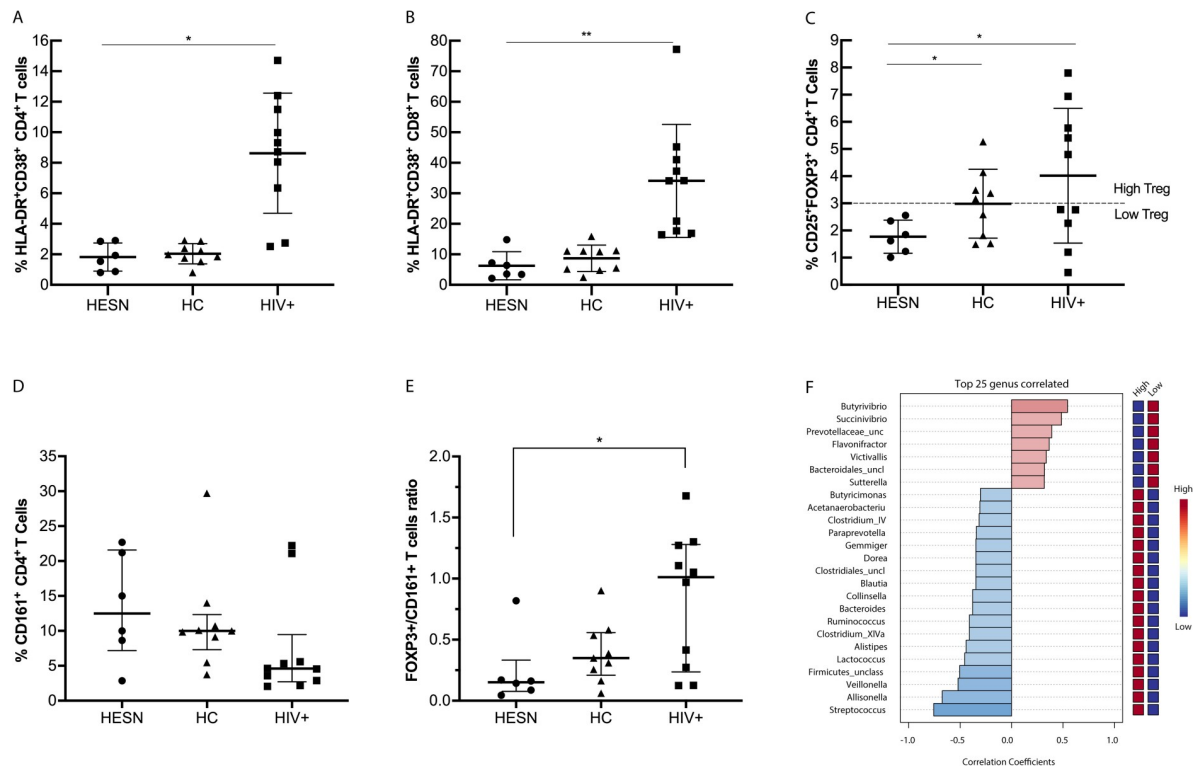 A
% HLA-DR⁺CD38⁺ CD4⁺ T cells
16
14
12
10
8
6
4
2
0
*
HESN HC HIV+
B
% HLA-DR⁺CD38⁺ CD8⁺ T cells
80
70
60
50
40
30
20
10
0
**
HESN HC HIV+
C
% CD25⁺FOXP3⁺ CD4⁺ T Cells
9
8
7
6
5
4
3
2
1
0
*
*
High Treg
Low Treg
HESN HC HIV+
D
% CD161⁺ CD4⁺ T Cells
35
30
25
20
15
10
5
0
HESN HC HIV+
E
FOXP3+/CD161+ T cells ratio
2.0
1.5
1.0
0.5
0.0
*
HESN HC HIV+
F
Top 25 genus correlated
High Low
Butyrivibrio
Succinivibrio
Prevotellaceae_unc
Flavonifractor
Victivallis
Bacteroidales_uncl
Sutterella
Butyricimonas
Acetanaerobacteriu
Clostridium_IV
Paraprevotella
Gemmiger
Dorea
Clostridiales_uncl
Blautia
Collinsella
Bacteroides
Ruminococcus
Clostridium_XIVa
Alistipes
Lactococcus
Firmicutes_unclass
Veillonella
Allisonella
Streptococcus
-1.0 -0.5 0.0 0.5 1.0
Correlation Coefficients
High
Low